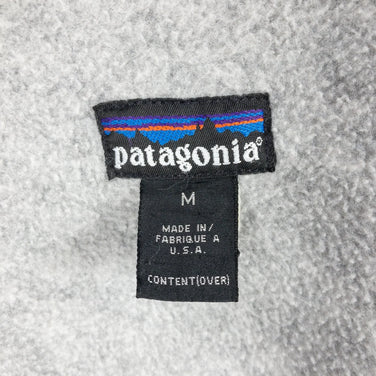 patagonia®
M
MADE IN/
FABRIQUE A
U.S.A.
CONTENT(OVER)